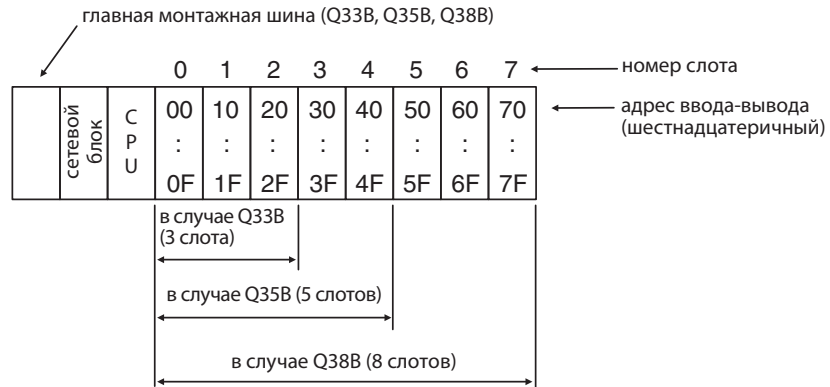 главная монтажная шина (Q33B, Q35B, Q38B)
0 1 2 3 4 5 6 7
номер слота
сетевой
блок
C
P
U
00 10 20 30 40 50 60 70
: : : : : : : :
0F 1F 2F 3F 4F 5F 6F 7F
адрес ввода-вывода
(шестнадцатеричный)
в случае Q33B
(3 слота)
в случае Q35B (5 слотов)
в случае Q38B (8 слотов)